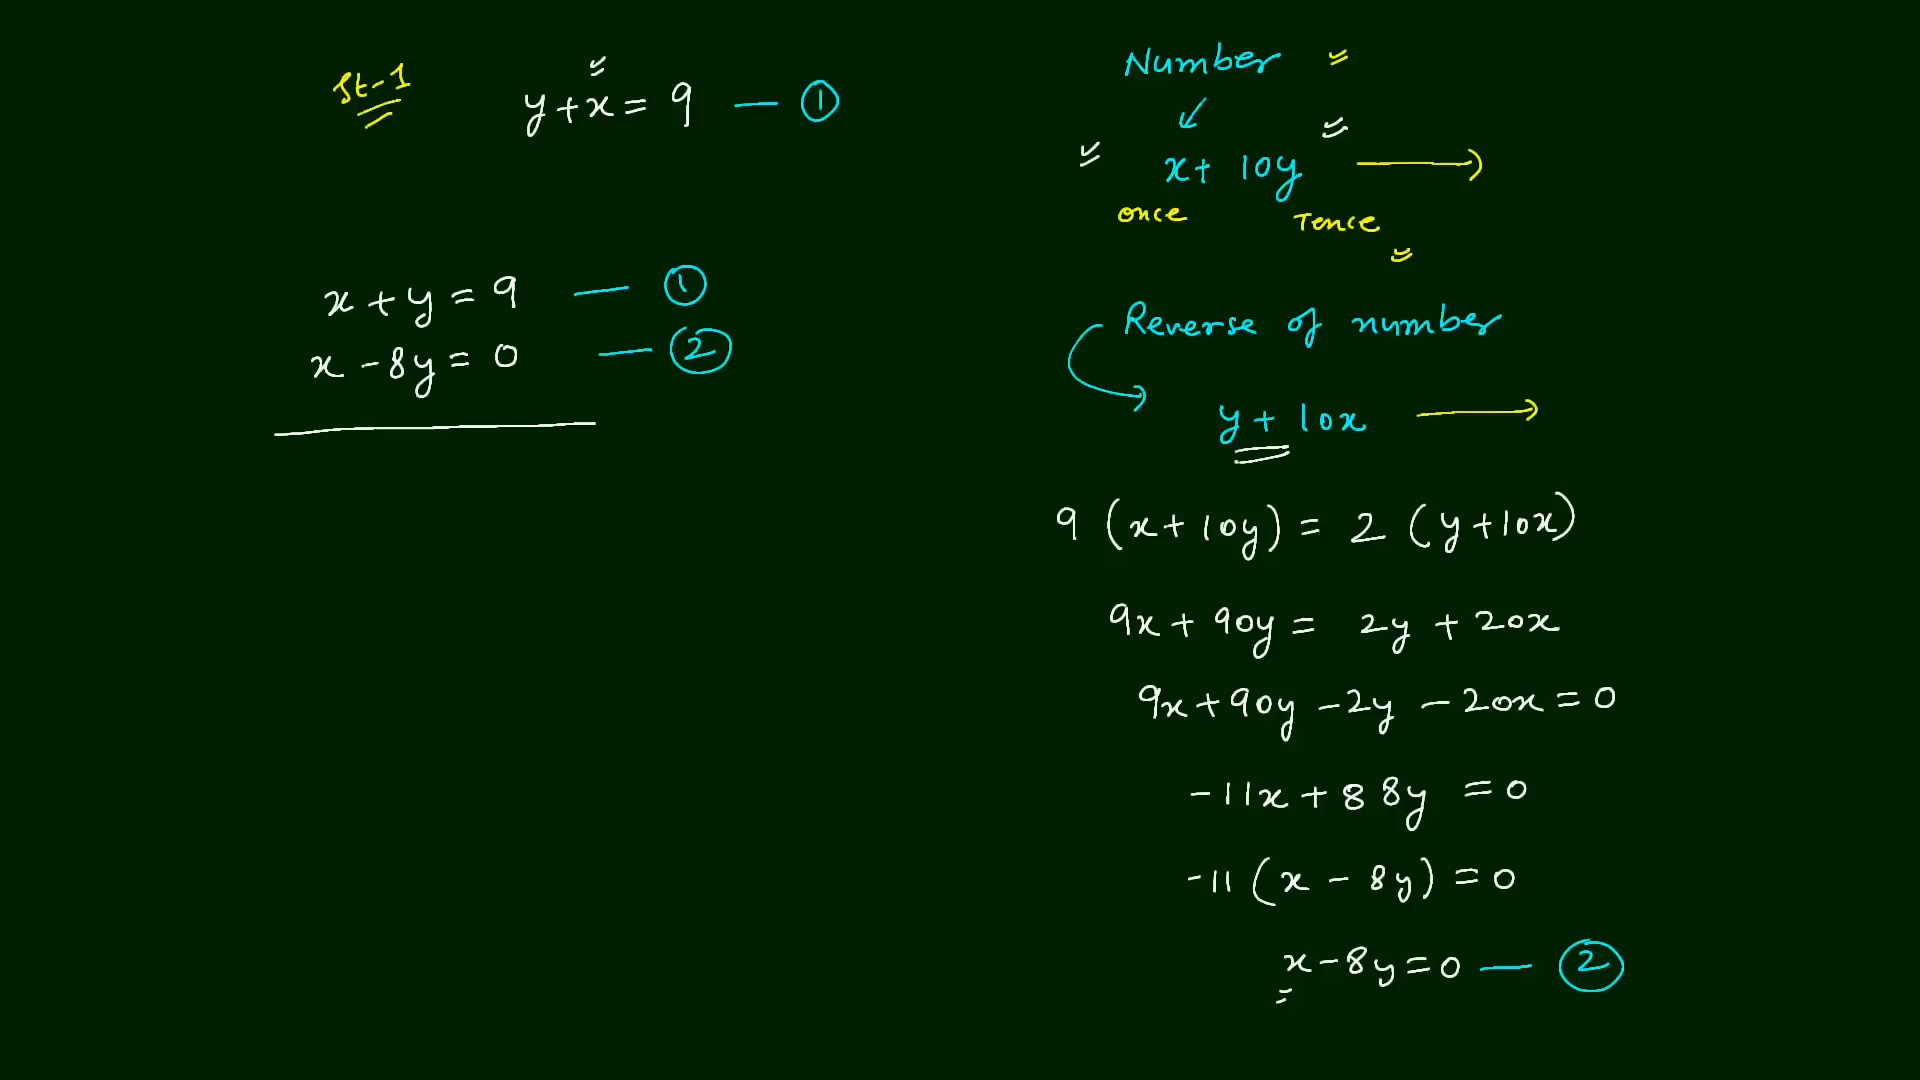 St-1
y+x = 9 — ①
x + y = 9 — ①
x - 8y = 0 — ②
Number
x + 10y
once Tence
Reverse of number
y + 10x
9 (x + 10y) = 2 (y + 10x)
9x + 90y = 2y + 20x
9x + 90y - 2y - 20x = 0
-11x + 88y = 0
-11 (x - 8y) = 0
x - 8y = 0 — ②